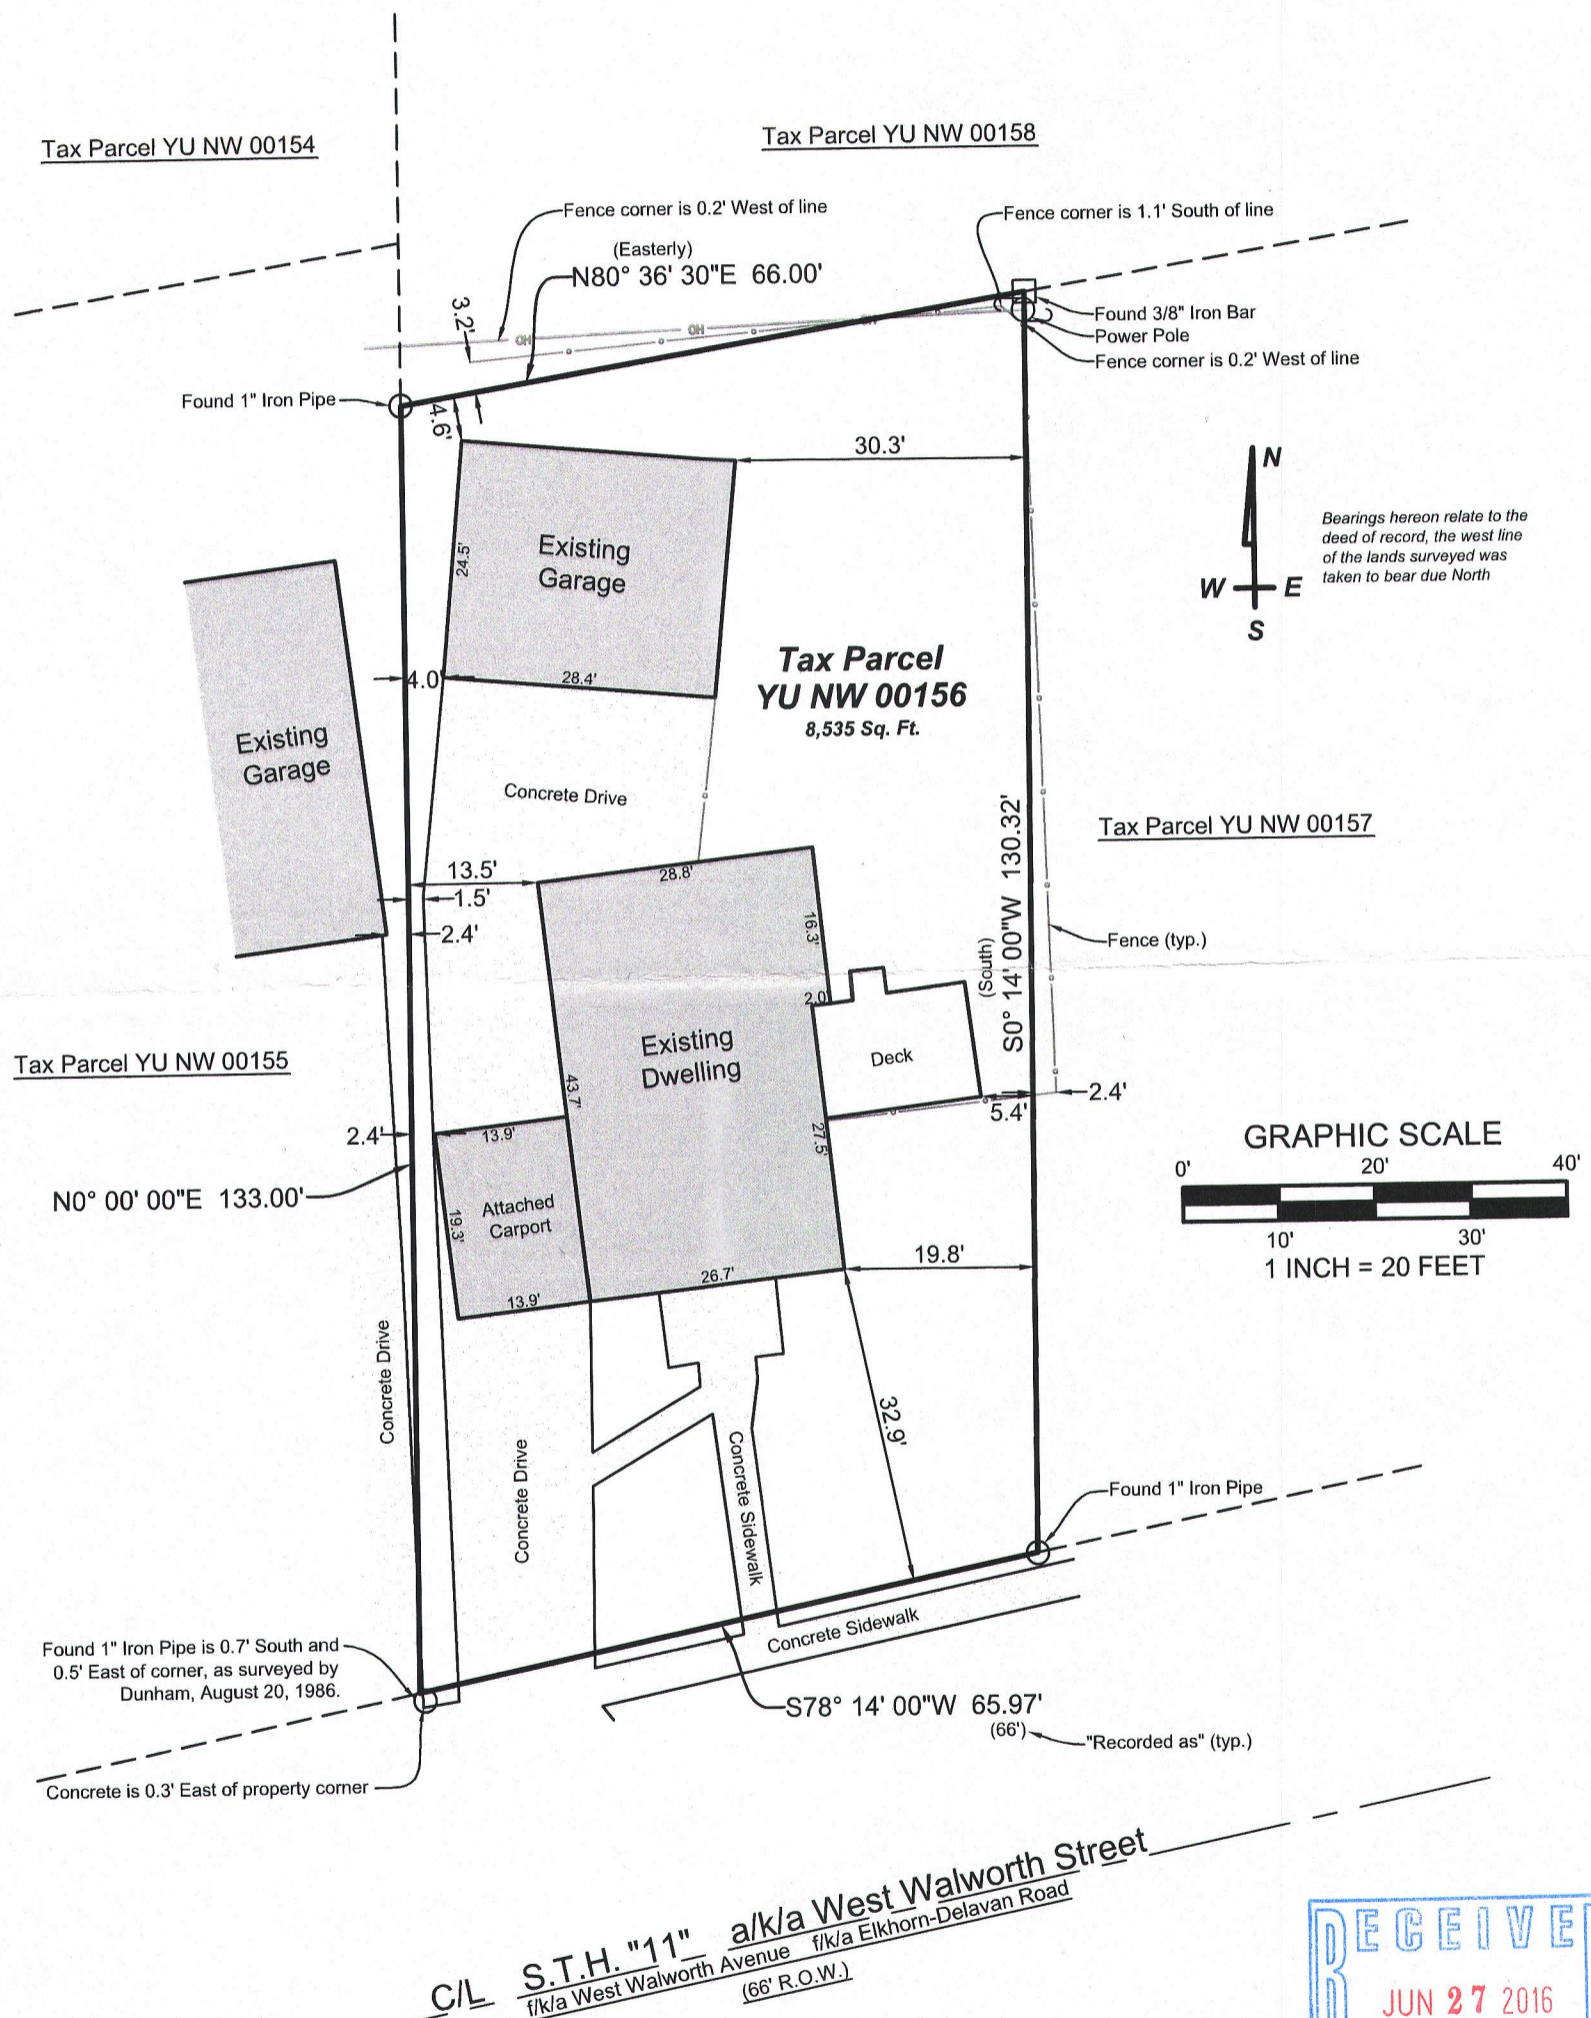 Tax Parcel YU NW 00154
Tax Parcel YU NW 00158
Fence corner is 0.2' West of line
Fence corner is 1.1' South of line
(Easterly)
N80° 36' 30"E 66.00'
3.2'
OH
OH
OH
Found 3/8" Iron Bar
Power Pole
Fence corner is 0.2' West of line
Found 1" Iron Pipe
4.6'
30.3'
N
W E
S
Bearings hereon relate to the
deed of record, the west line
of the lands surveyed was
taken to bear due North
Existing
Garage
24.5'
28.4'
4.0'
Tax Parcel
YU NW 00156
8,535 Sq. Ft.
Existing
Garage
Concrete Drive
Tax Parcel YU NW 00157
13.5'
28.8'
1.5'
2.4'
16.3'
(South)
S0° 14' 00"W 130.32'
Fence (typ.)
2.0'
Tax Parcel YU NW 00155
Existing
Dwelling
Deck
43.7'
27.5'
5.4'
2.4'
2.4'
13.9'
N0° 00' 00"E 133.00'
Attached
Carport
19.3'
13.9'
26.7'
19.8'
GRAPHIC SCALE
0' 20' 40'
10' 30'
1 INCH = 20 FEET
Concrete Drive
Concrete Drive
Concrete Sidewalk
32.9'
Found 1" Iron Pipe
Concrete Sidewalk
Found 1" Iron Pipe is 0.7' South and
0.5' East of corner, as surveyed by
Dunham, August 20, 1986.
S78° 14' 00"W 65.97'
(66')
"Recorded as" (typ.)
Concrete is 0.3' East of property corner
C/L S.T.H. "11" a/k/a West Walworth Street
f/k/a West Walworth Avenue f/k/a Elkhorn-Delavan Road
(66' R.O.W.)
RECEIVE
JUN 27 2016